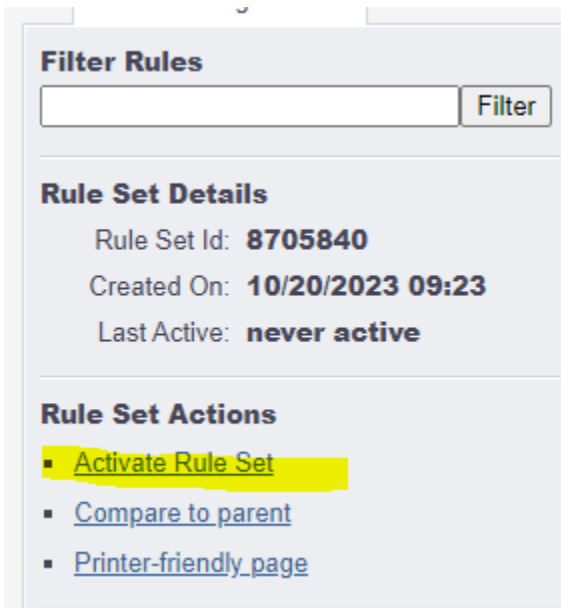 Filter Rules
Filter
Rule Set Details
Rule Set Id: 8705840
Created On: 10/20/2023 09:23
Last Active: never active
Rule Set Actions
Activate Rule Set
Compare to parent
Printer-friendly page